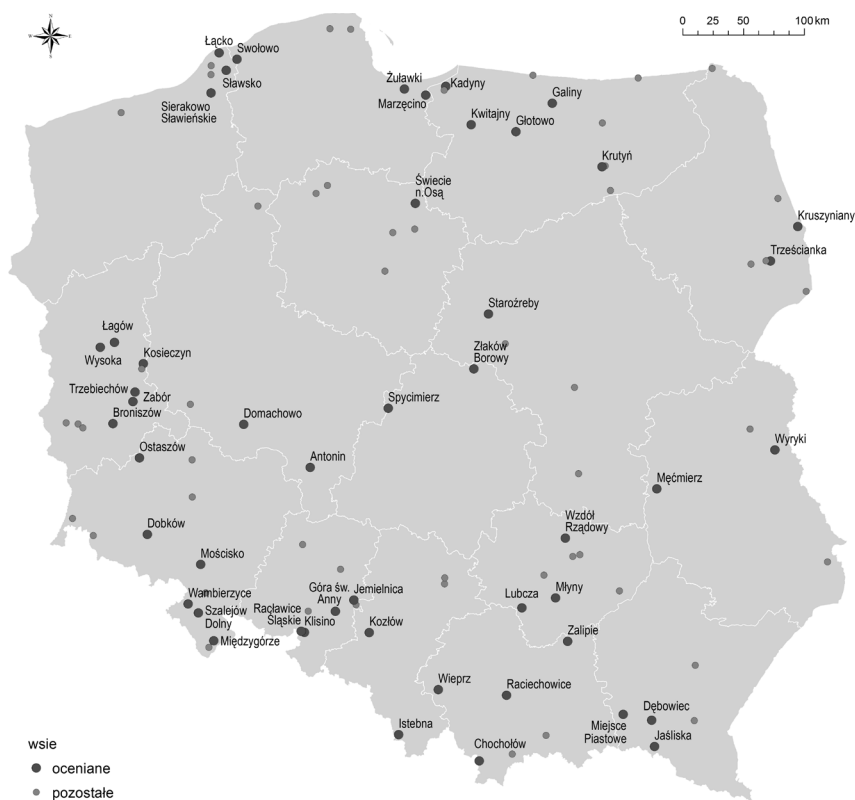 N
W E
S
0 25 50 100 km
Łącko
Swołowo
Sławsko
Sierakowo
Sławieńskie
Żuławki
Kadyny
Marzęcino
Galiny
Kwitajny
Głotowo
Krutyń
Świecie
n.Osą
Kruszyniany
Trześcianka
Staroźreby
Złaków
Borowy
Łagów
Wysoka
Kosieczyn
Trzebiechów
Zabór
Broniszów
Domachowo
Spycimierz
Ostaszów
Antonin
Wyryki
Męćmierz
Dobków
Wzdół
Rządowy
Mościsko
Wambierzyce
Szalejów
Dolny
Międzygórze
Góra św.
Anny
Jemielnica
Racławice
Śląskie
Klisino
Kozłów
Lubcza
Młyny
Zalipie
Wieprz
Raciechowice
Istebna
Chochołów
Miejsce
Piastowe
Dębowiec
Jaśliska
wsie
oceniane
pozostałe